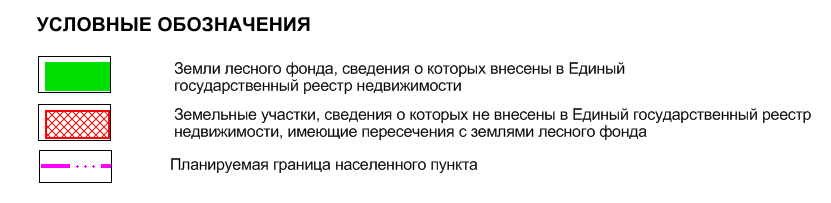 УСЛОВНЫЕ ОБОЗНАЧЕНИЯ
Земли лесного фонда, сведения о которых внесены в Единый
государственный реестр недвижимости
Земельные участки, сведения о которых не внесены в Единый государственный реестр
недвижимости, имеющие пересечения с землями лесного фонда
Планируемая граница населенного пункта